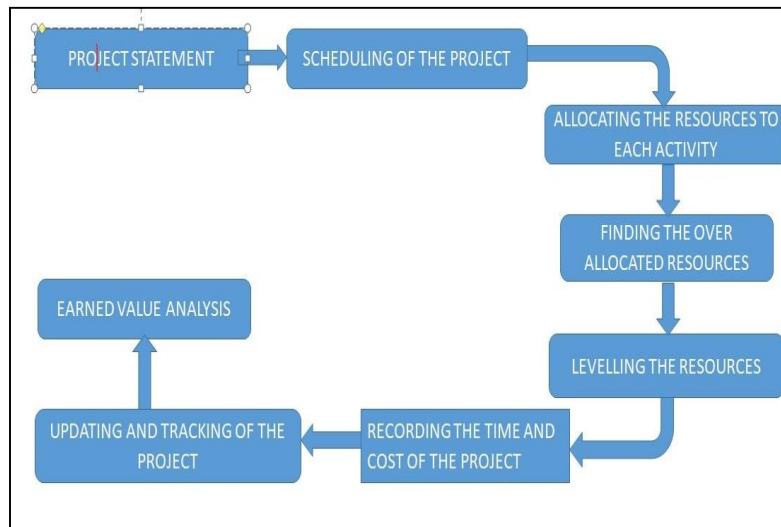 PROJECT STATEMENT
SCHEDULING OF THE PROJECT
ALLOCATING THE RESOURCES TO
EACH ACTIVITY
FINDING THE OVER
ALLOCATED RESOURCES
LEVELLING THE RESOURCES
RECORDING THE TIME AND
COST OF THE PROJECT
UPDATING AND TRACKING OF THE
PROJECT
EARNED VALUE ANALYSIS